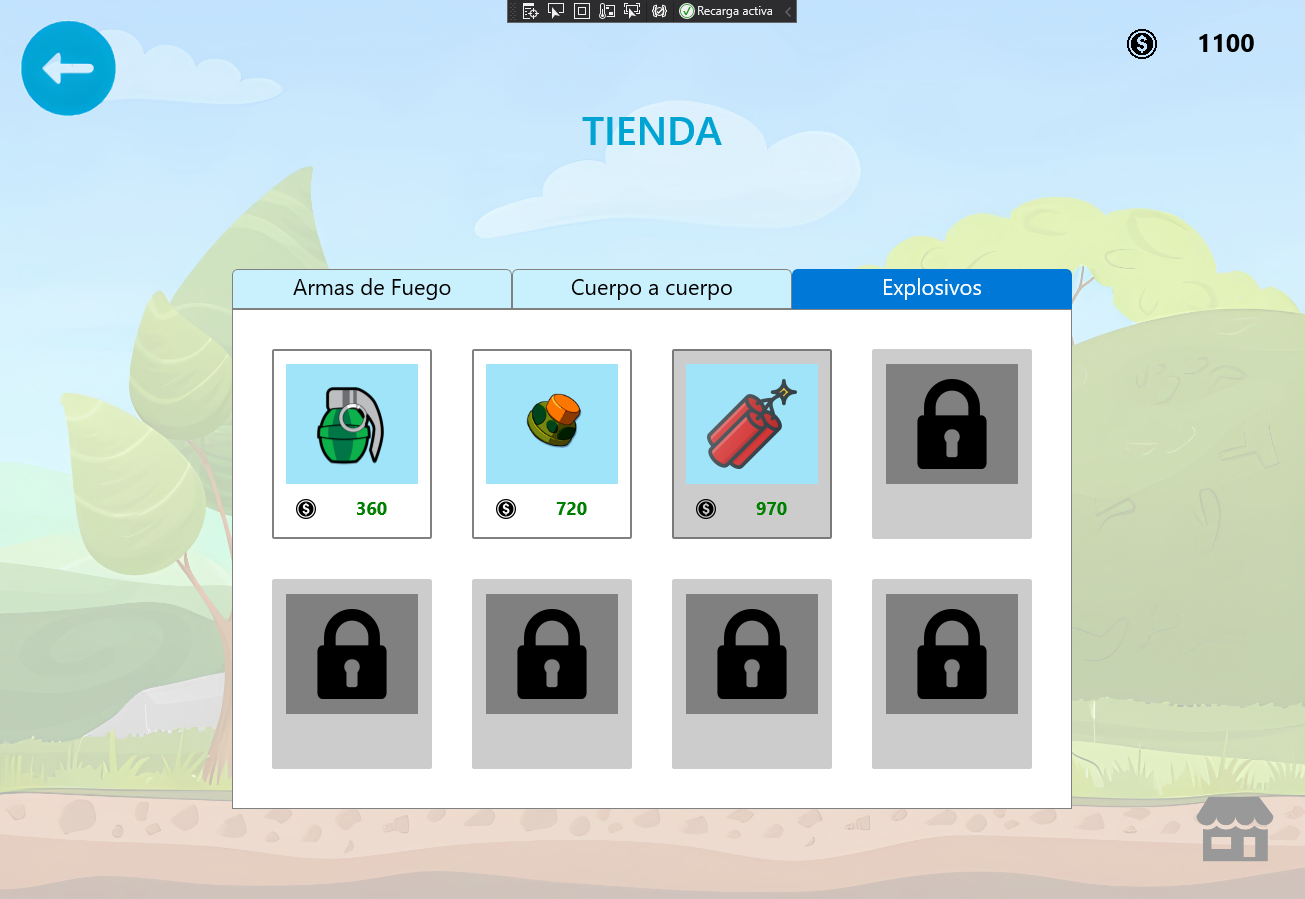 Recarga activa
1100
TIENDA
Armas de Fuego
Cuerpo a cuerpo
Explosivos
360
720
970